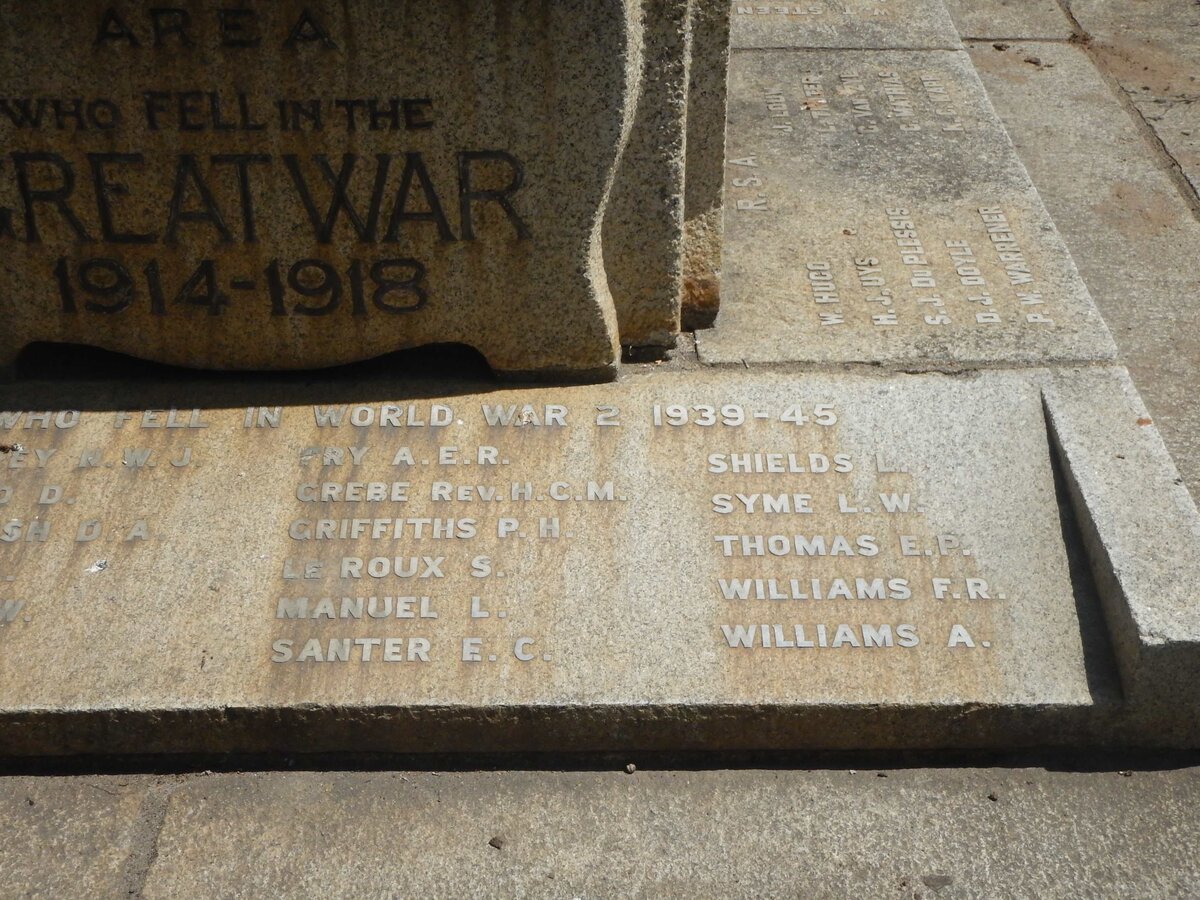 AREA
WHO FELL IN THE
GREAT WAR
1914-1918
WHO FELL IN WORLD WAR 2 1939-45
N.W.J.
D.
D.A.
W.
FRY A.E.R.
GREBE REV. H.C.M.
GRIFFITHS P.H.
LE ROUX S.
MANUEL L.
SANTER E.C.
SHIELDS L.
SYME L.W.
THOMAS E.P.
WILLIAMS F.R.
WILLIAMS A.
STEEN
R.S.A.
W. HUGO
H.J. UYS
S.J. DU PLESSIS
D.J. DOYLE
P.W. WARRENER